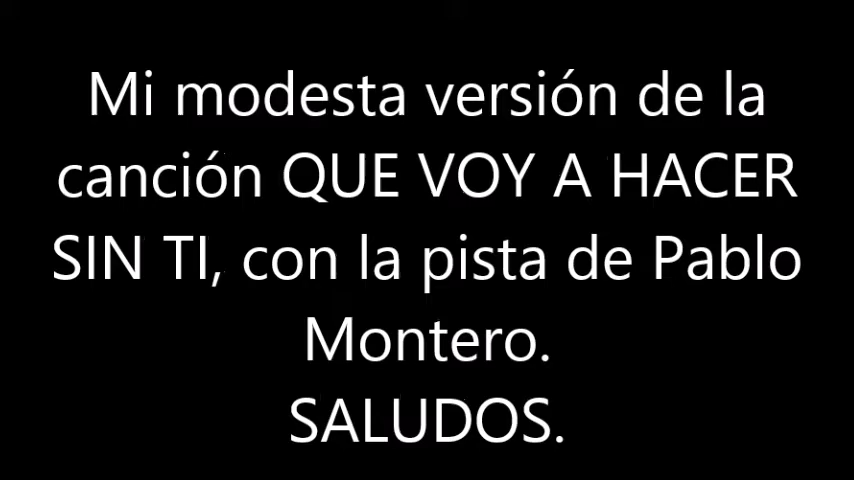 Mi modesta versión de la
canción QUE VOY A HACER
SIN TI, con la pista de Pablo
Montero.
SALUDOS.